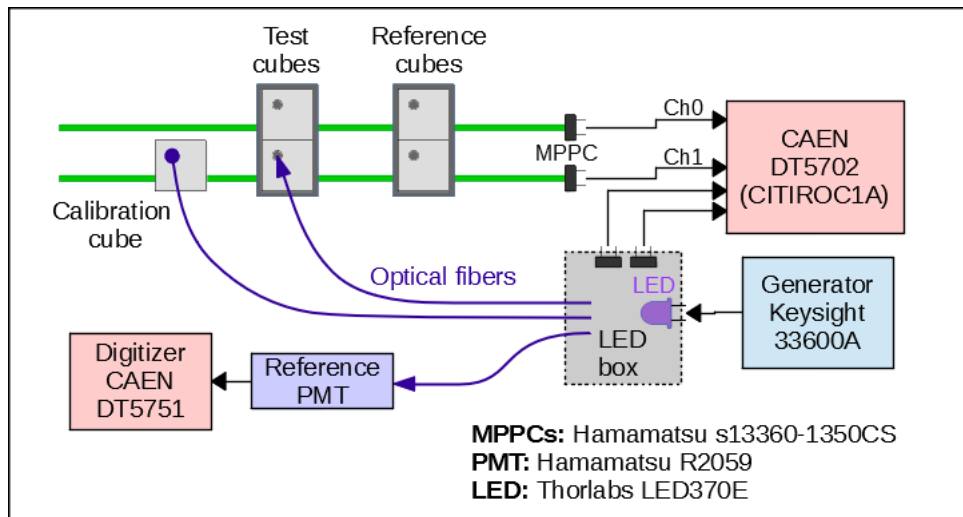 Test
cubes
Reference
cubes
Ch0
MPPC
Ch1
CAEN
DT5702
(CITIROC1A)
Calibration
cube
Optical fibers
LED
LED
box
Generator
Keysight
33600A
Digitizer
CAEN
DT5751
Reference
PMT
MPPCs: Hamamatsu s13360-1350CS
PMT: Hamamatsu R2059
LED: Thorlabs LED370E